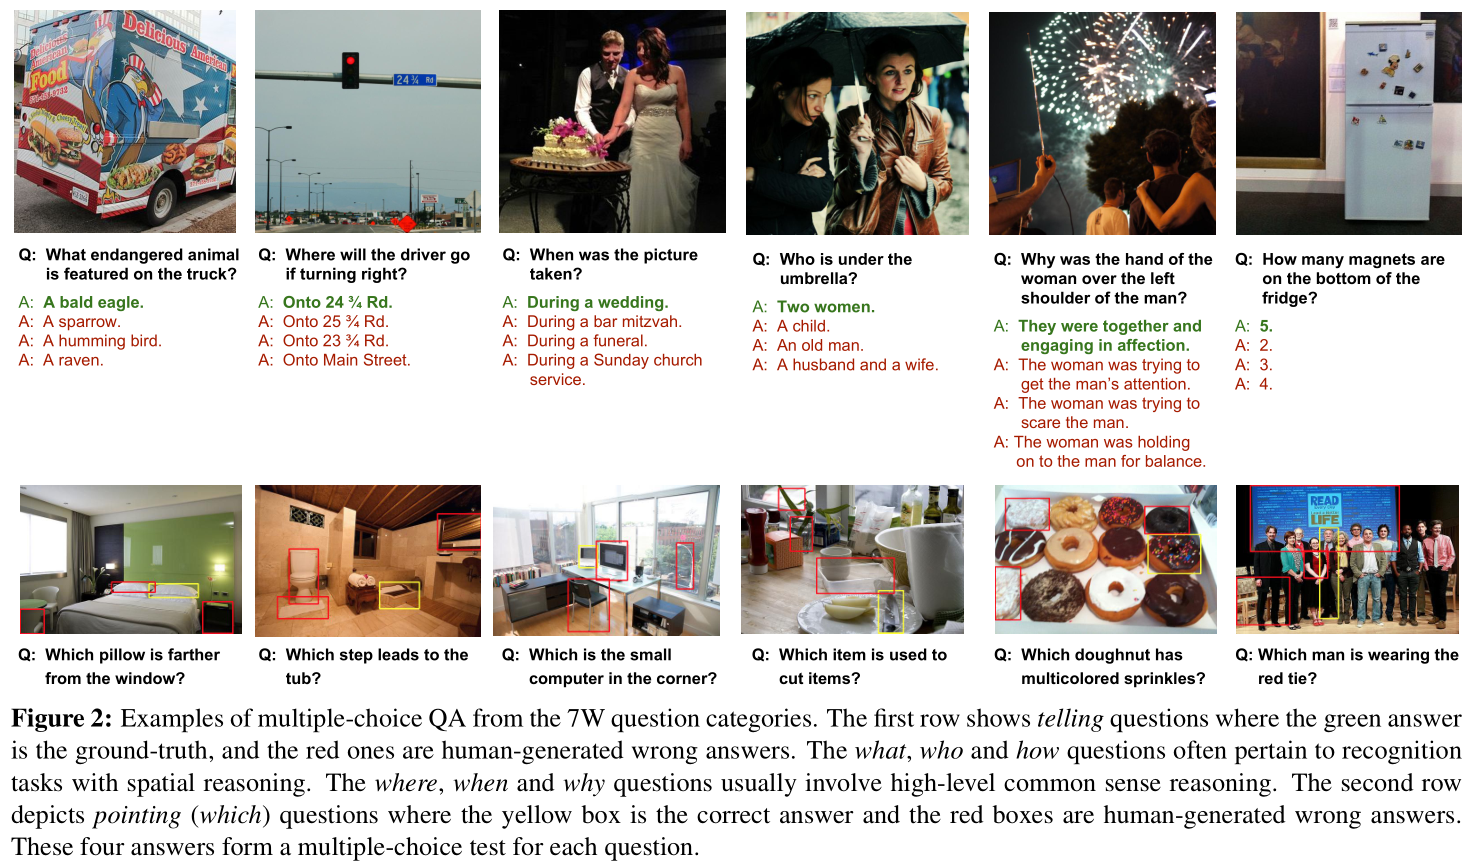 Delicious American
Delicious
American
Food
24 ¾ Rd
READ
LIFE
Q: What endangered animal
is featured on the truck?
A: A bald eagle.
A: A sparrow.
A: A humming bird.
A: A raven.
Q: Where will the driver go
if turning right?
A: Onto 24 ¾ Rd.
A: Onto 25 ¾ Rd.
A: Onto 23 ¾ Rd.
A: Onto Main Street.
Q: When was the picture
taken?
A: During a wedding.
A: During a bar mitzvah.
A: During a funeral.
A: During a Sunday church
service.
Q: Who is under the
umbrella?
A: Two women.
A: A child.
A: An old man.
A: A husband and a wife.
Q: Why was the hand of the
woman over the left
shoulder of the man?
A: They were together and
engaging in affection.
A: The woman was trying to
get the man’s attention.
A: The woman was trying to
scare the man.
A: The woman was holding
on to the man for balance.
Q: How many magnets are
on the bottom of the
fridge?
A: 5.
A: 2.
A: 3.
A: 4.
Q: Which pillow is farther
from the window?
Q: Which step leads to the
tub?
Q: Which is the small
computer in the corner?
Q: Which item is used to
cut items?
Q: Which doughnut has
multicolored sprinkles?
Q: Which man is wearing the
red tie?
Figure 2: Examples of multiple-choice QA from the 7W question categories. The first row shows telling questions where the green answer
is the ground-truth, and the red ones are human-generated wrong answers. The what, who and how questions often pertain to recognition
tasks with spatial reasoning. The where, when and why questions usually involve high-level common sense reasoning. The second row
depicts pointing (which) questions where the yellow box is the correct answer and the red boxes are human-generated wrong answers.
These four answers form a multiple-choice test for each question.